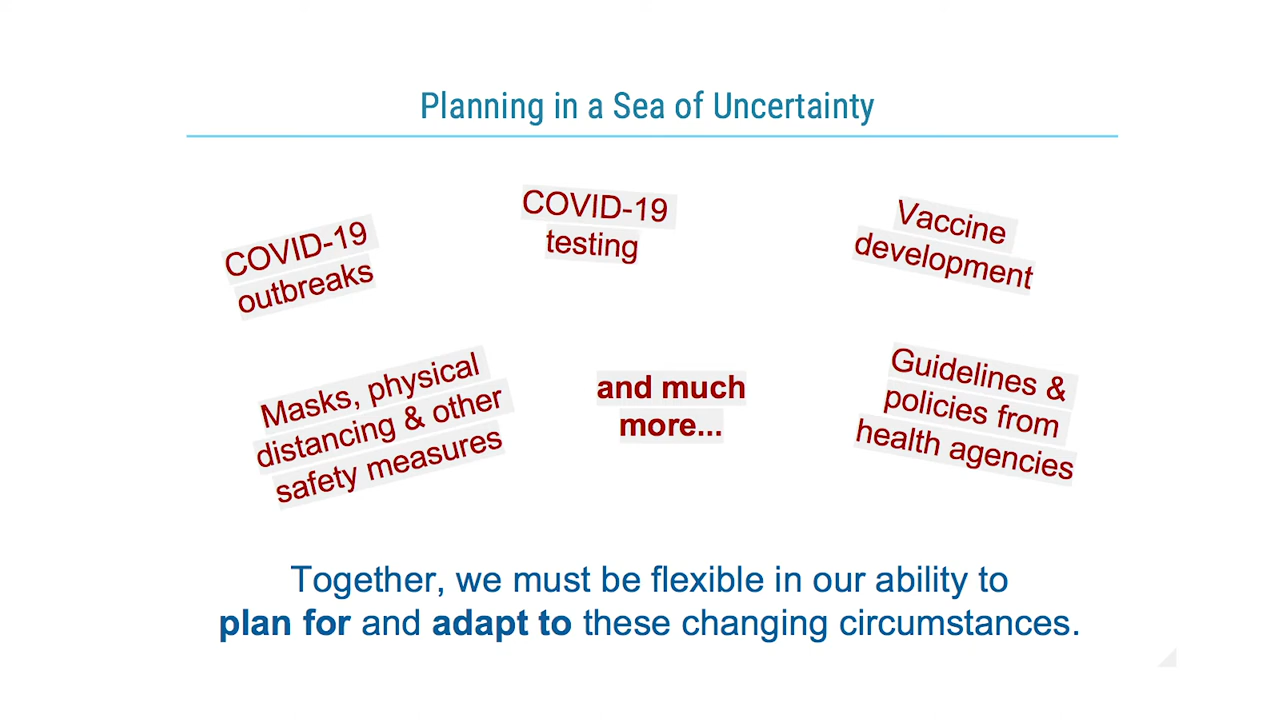 Planning in a Sea of Uncertainty
COVID-19
outbreaks
COVID-19
testing
Vaccine
development
Masks, physical
distancing & other
safety measures
and much
more...
Guidelines &
policies from
health agencies
Together, we must be flexible in our ability to
plan for and adapt to these changing circumstances.